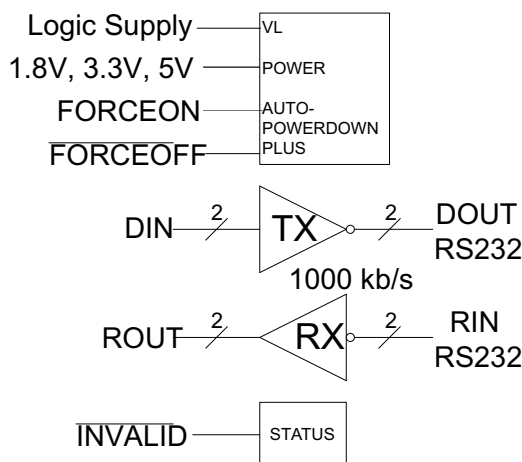 Logic Supply VL
1.8V, 3.3V, 5V POWER
FORCEON AUTO-
POWERDOWN
FORCEOFF PLUS
DIN 2 TX 2 DOUT
RS232
1000 kb/s
ROUT 2 RX 2 RIN
RS232
INVALID STATUS